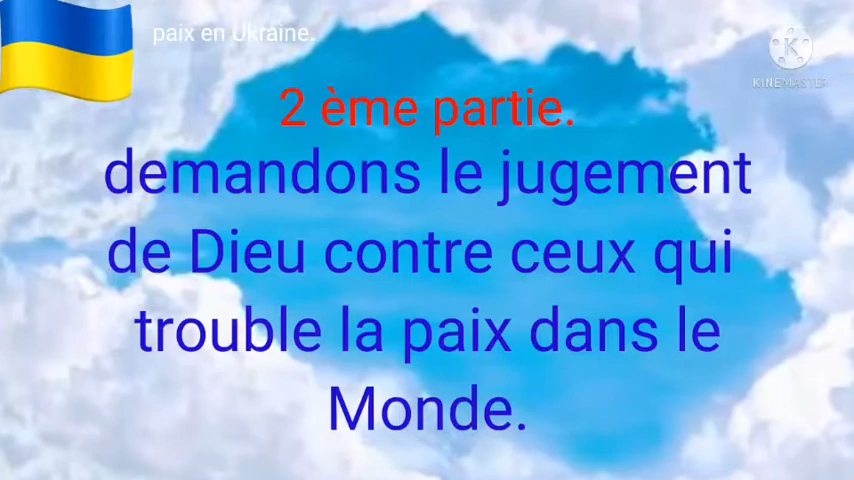 paix en Ukraine.
KINEMASTER
2 ème partie.
demandons le jugement
de Dieu contre ceux qui
trouble la paix dans le
Monde.